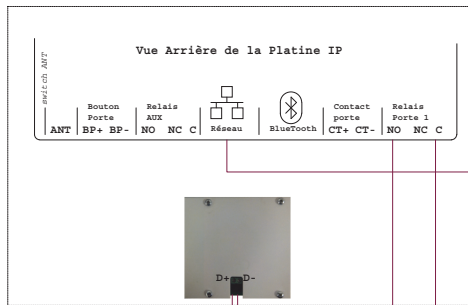 Vue Arrière de la Platine IP
switch ANT
Bouton Porte
Relais AUX
Contact porte
Relais Porte 1
ANT BP+ BP- NO NC C Réseau BlueTooth CT+ CT- NO NC C
D+ D-